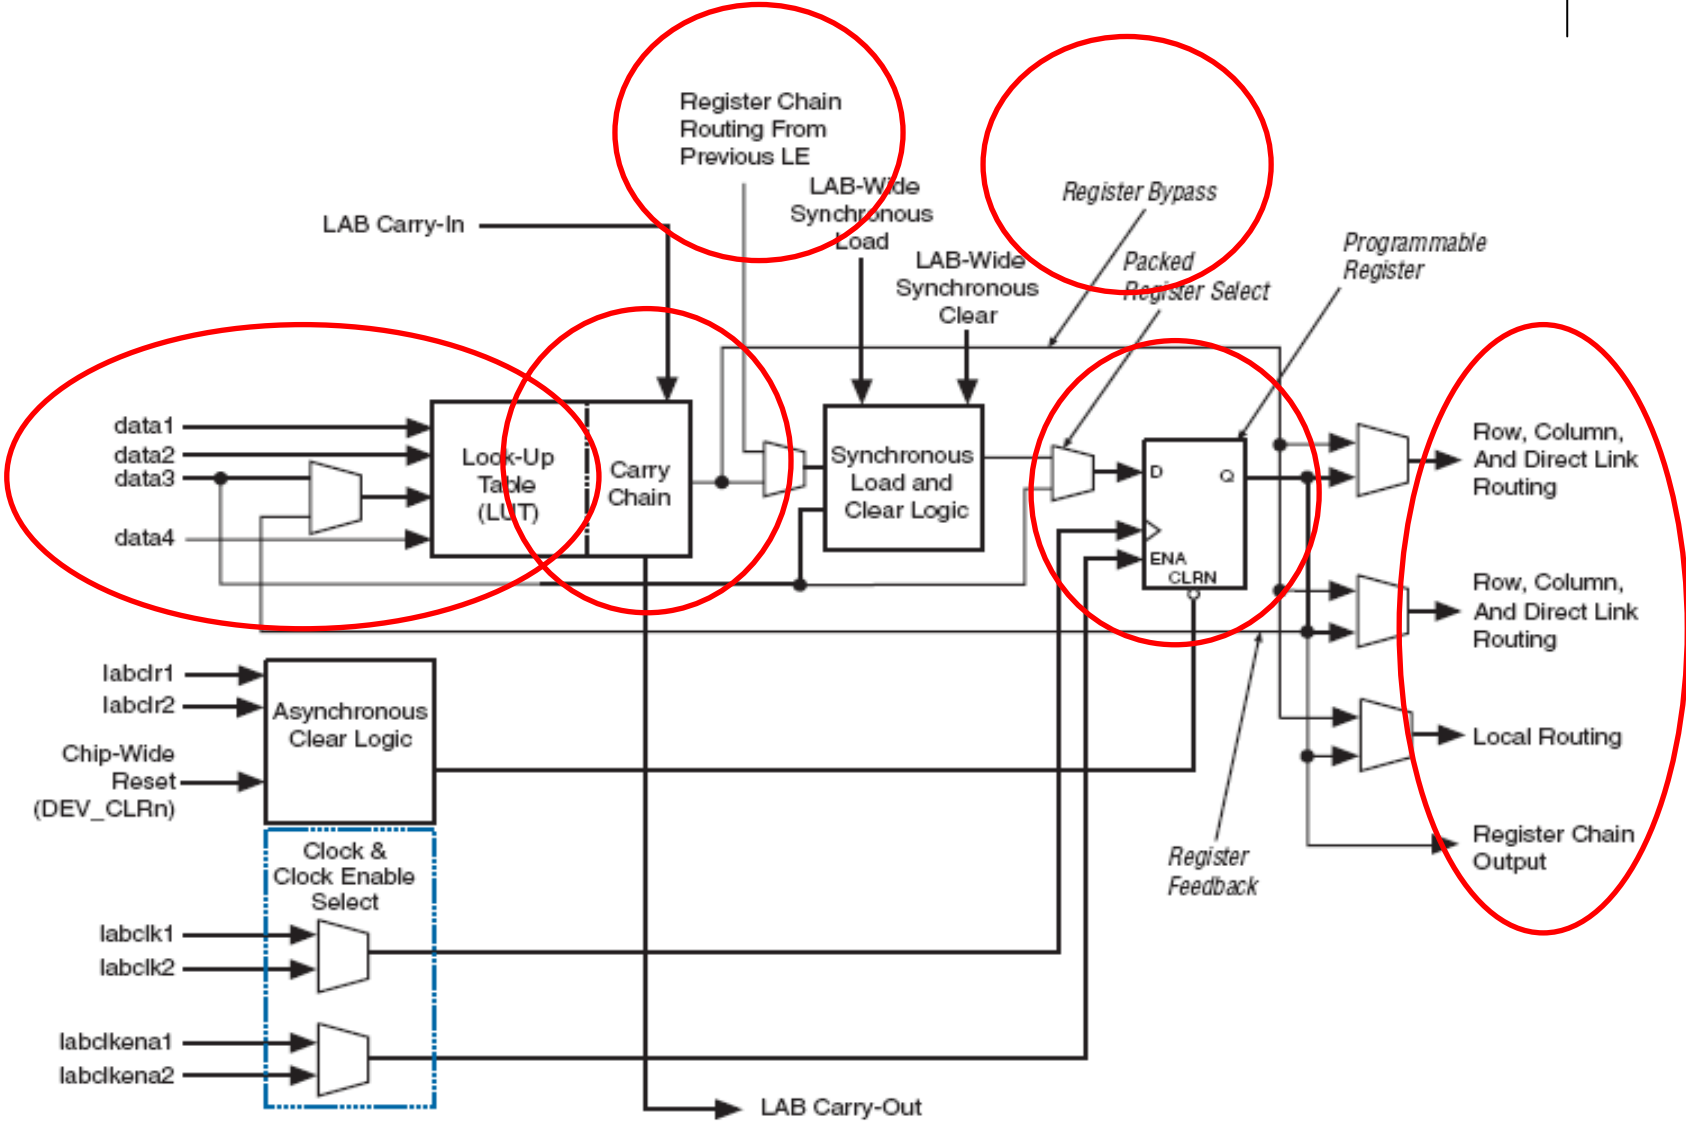 Register Chain
Routing From
Previous LE
LAB-Wide
Synchronous
Load
LAB Carry-In
LAB-Wide
Synchronous
Clear
Register Bypass
Packed
Register Select
Programmable
Register
data1
data2
data3
data4
Look-Up
Table
(LUT)
Carry
Chain
Synchronous
Load and
Clear Logic
D
Q
ENA
CLRN
Row, Column,
And Direct Link
Routing
Row, Column,
And Direct Link
Routing
Local Routing
Register Chain
Output
Register
Feedback
labclr1
labclr2
Chip-Wide
Reset
(DEV_CLRn)
Asynchronous
Clear Logic
Clock &
Clock Enable
Select
labclk1
labclk2
labclkena1
labclkena2
LAB Carry-Out